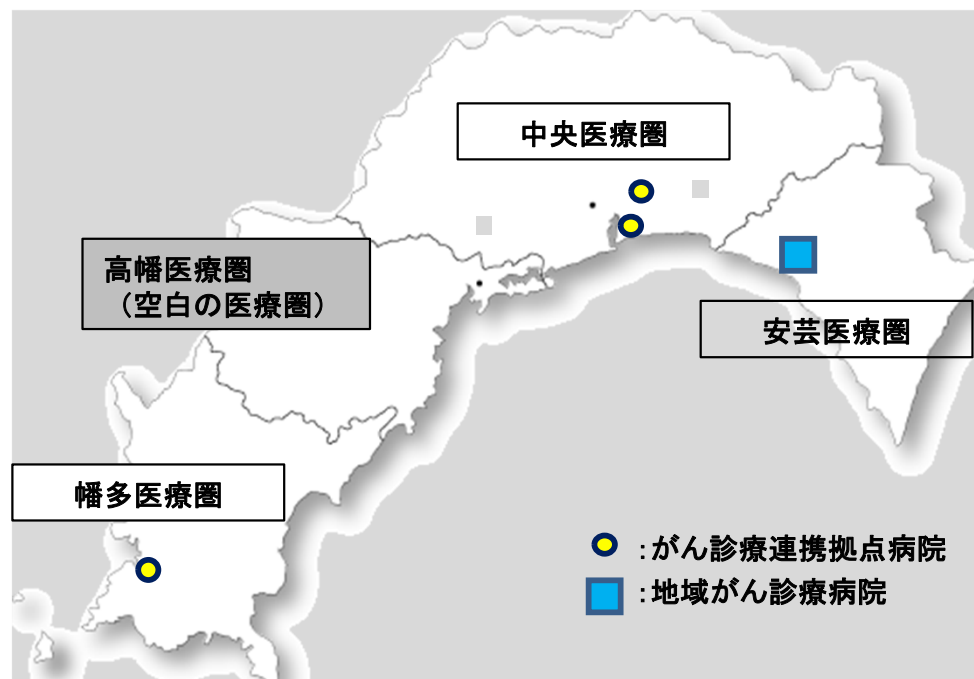 中央医療圏
高幡医療圏
（空白の医療圏）
安芸医療圏
幡多医療圏
：がん診療連携拠点病院
：地域がん診療病院